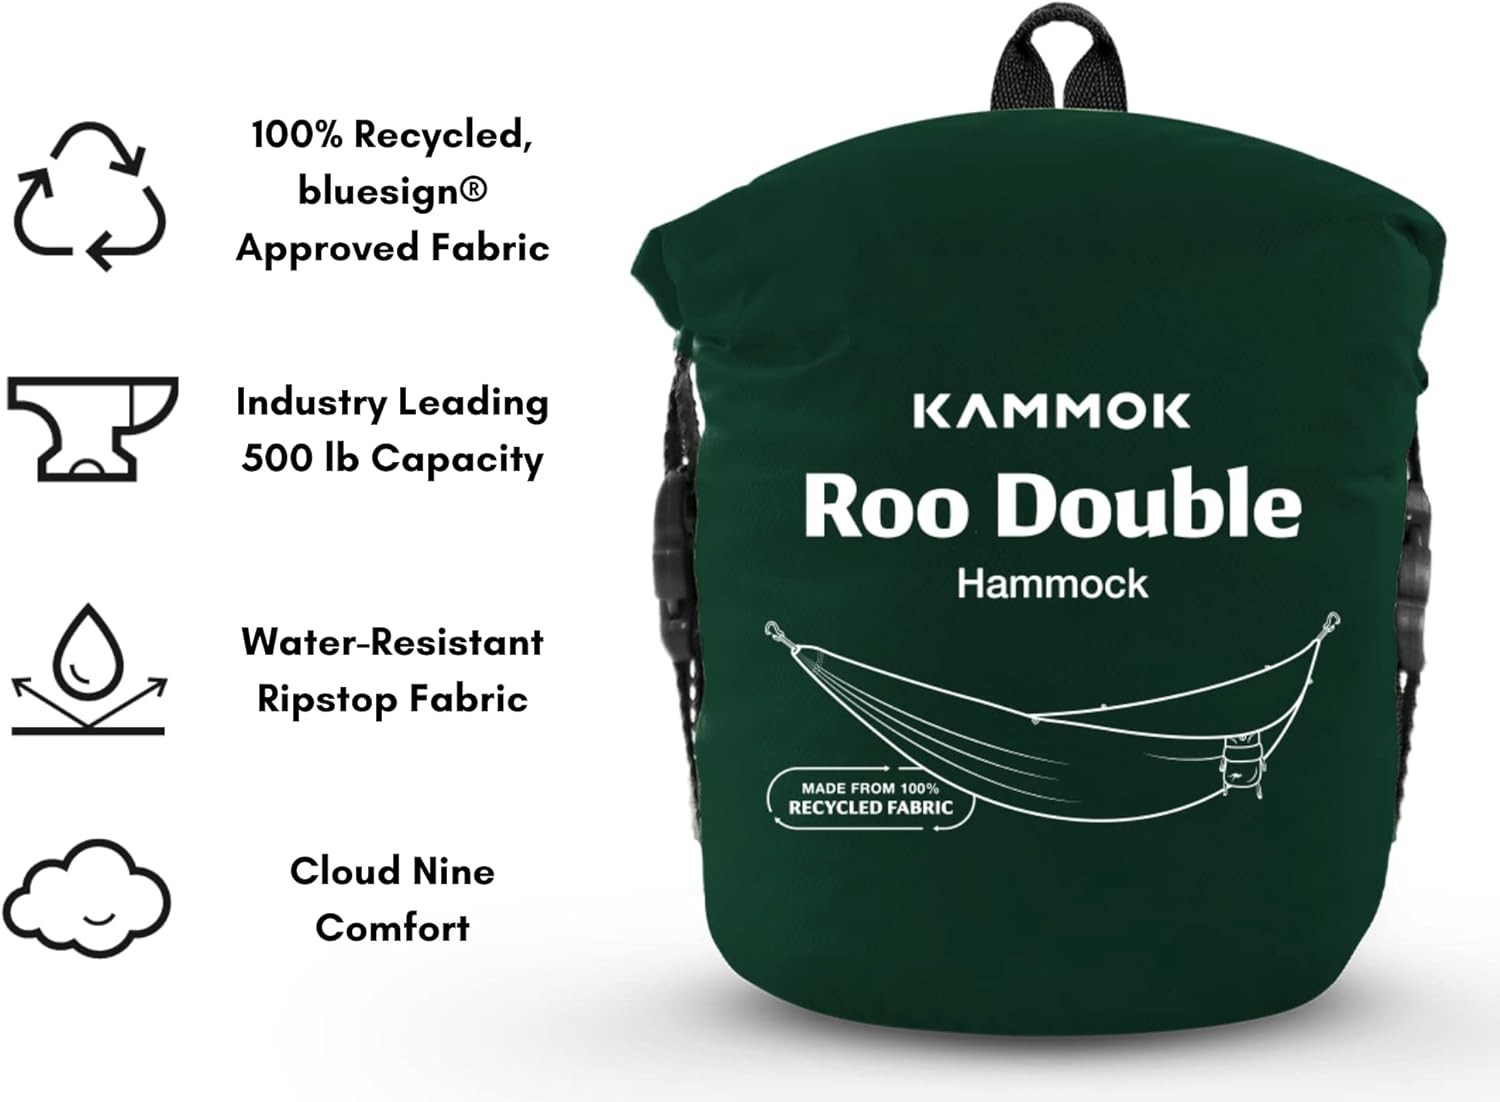 100% Recycled,
bluesign®
Approved Fabric
Industry Leading
500 lb Capacity
Water-Resistant
Ripstop Fabric
Cloud Nine
Comfort
KAMMOK
Roo Double
Hammock
MADE FROM 100%
RECYCLED FABRIC